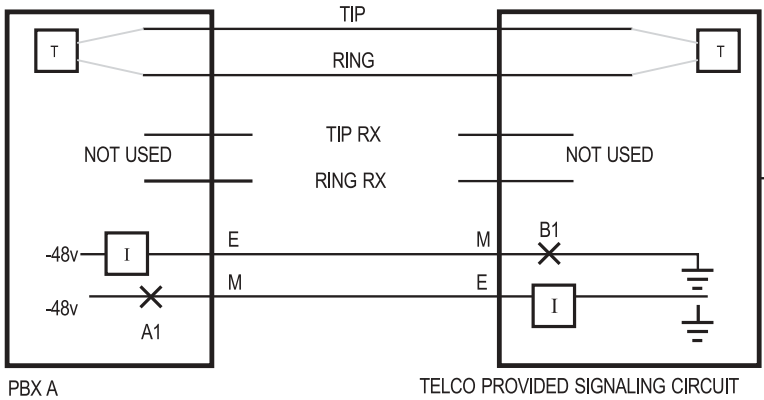 TIP
T
T
RING
TIP RX
NOT USED
NOT USED
RING RX
E
M
B1
-48v
I
M
E
-48v
I
A1
PBX A
TELCO PROVIDED SIGNALING CIRCUIT